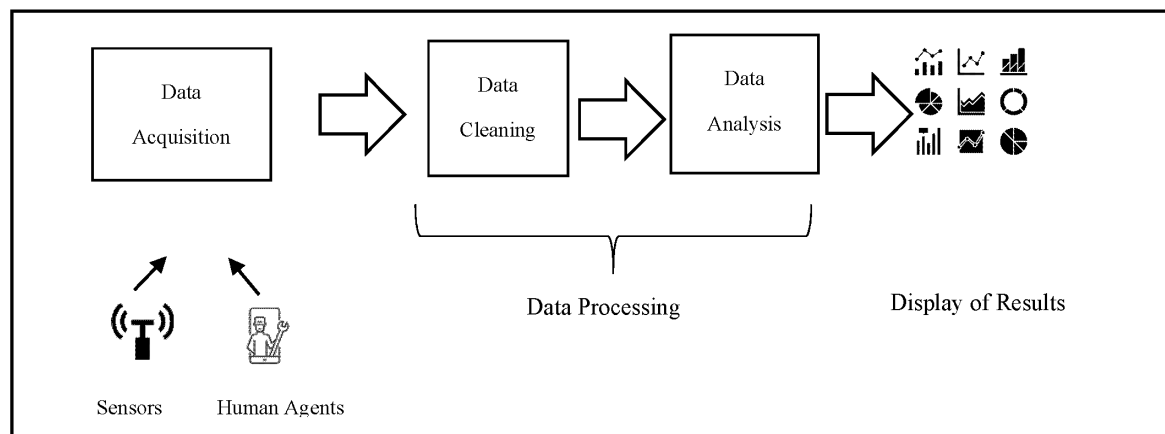 Data
Acquisition
Data
Cleaning
Data
Analysis
Data Processing
Display of Results
Sensors
Human Agents